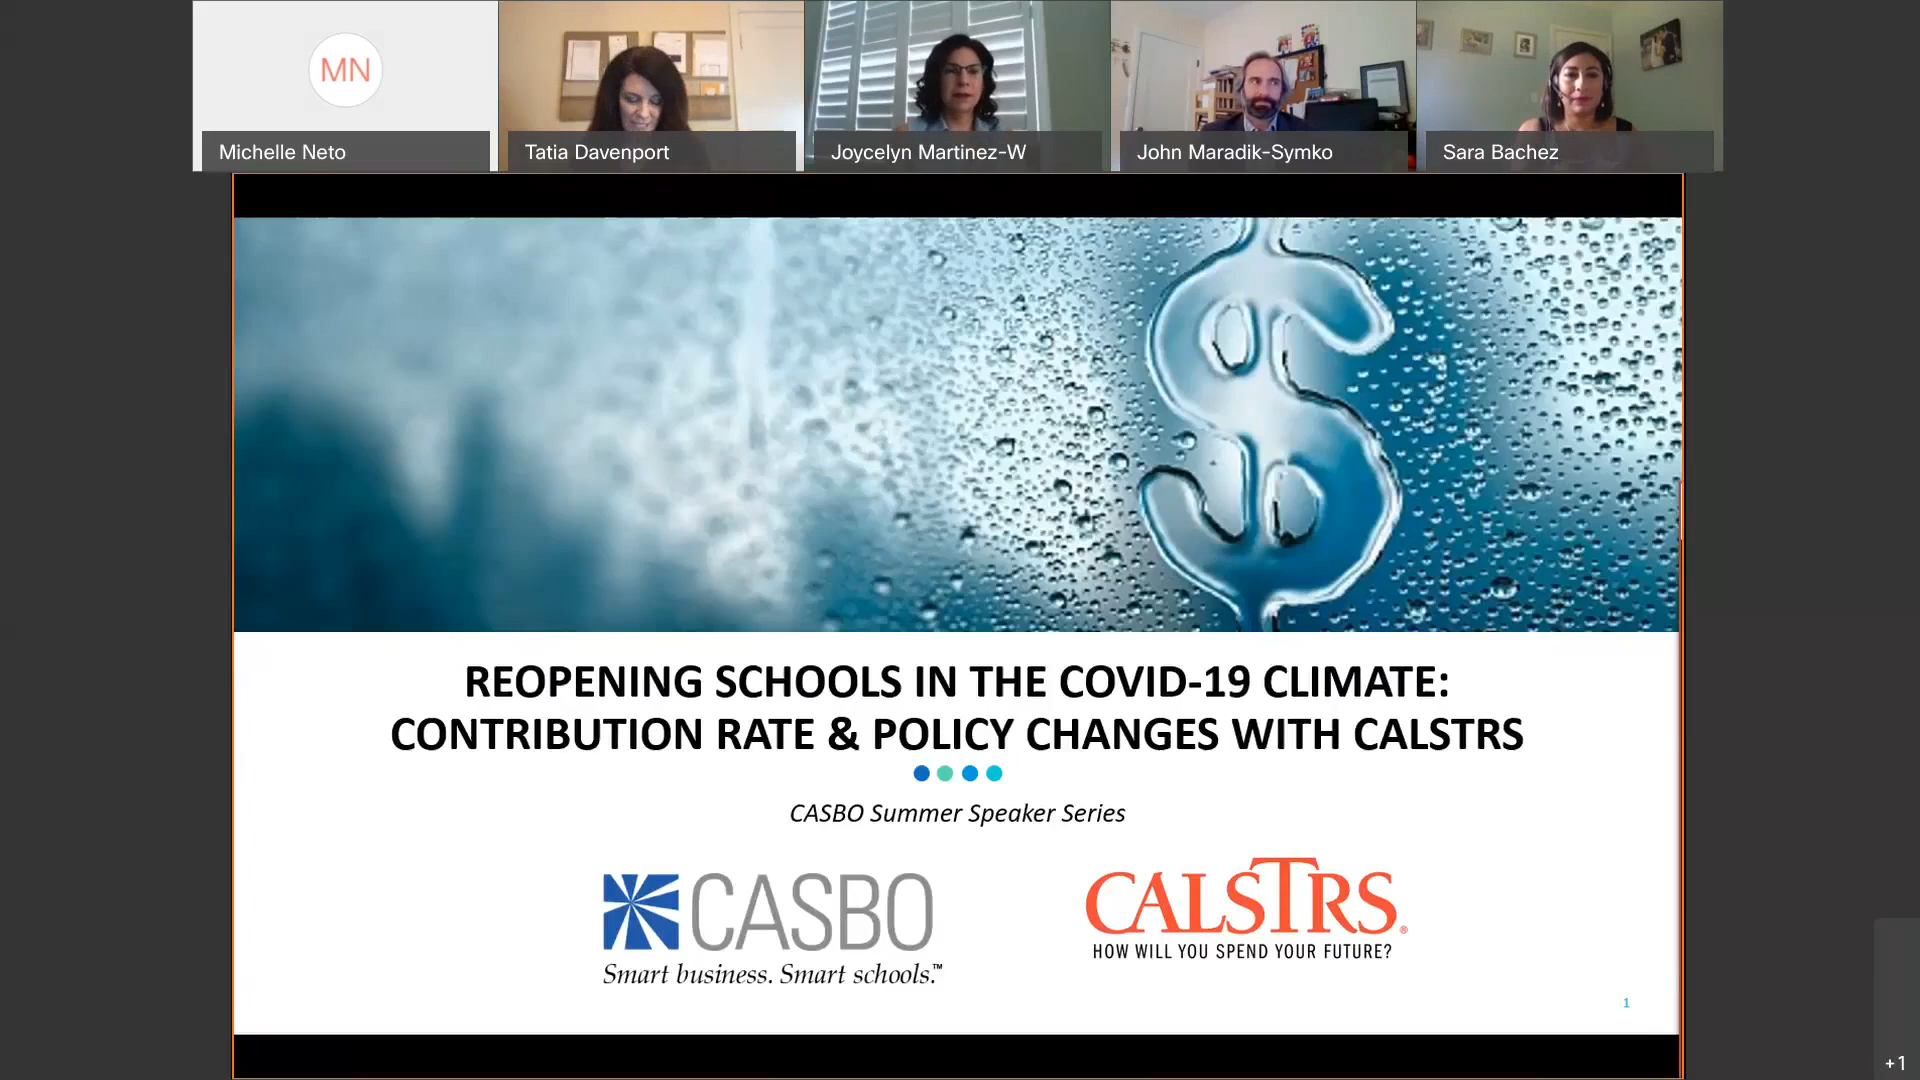 MN
Michelle Neto
Tatia Davenport
Joycelyn Martinez-W
John Maradik-Symko
Sara Bachez
REOPENING SCHOOLS IN THE COVID-19 CLIMATE:
CONTRIBUTION RATE & POLICY CHANGES WITH CALSTRS
CASBO Summer Speaker Series
CASBO
Smart business. Smart schools.™
CALSTRS®
HOW WILL YOU SPEND YOUR FUTURE?
1
+1